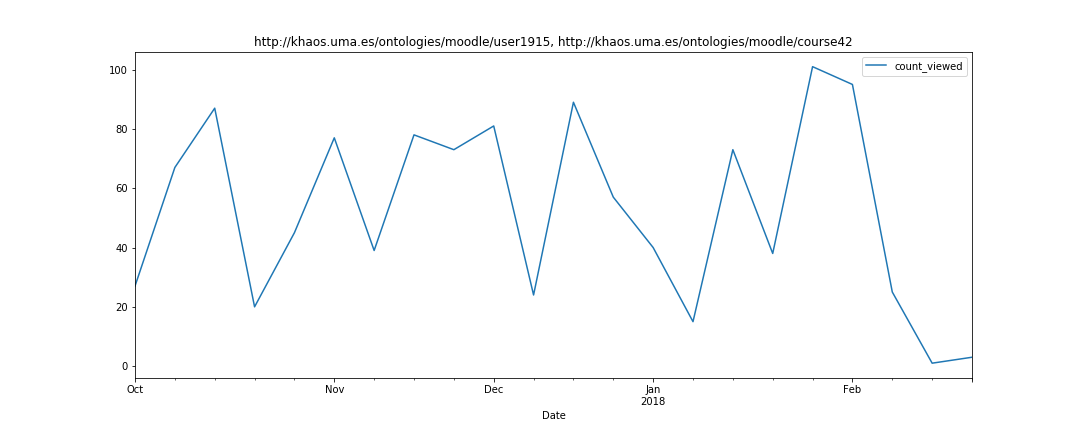 http://khaos.uma.es/ontologies/moodle/user1915, http://khaos.uma.es/ontologies/moodle/course42
count_viewed
100
80
60
40
20
0
Oct Nov Dec Jan Feb
2018
Date